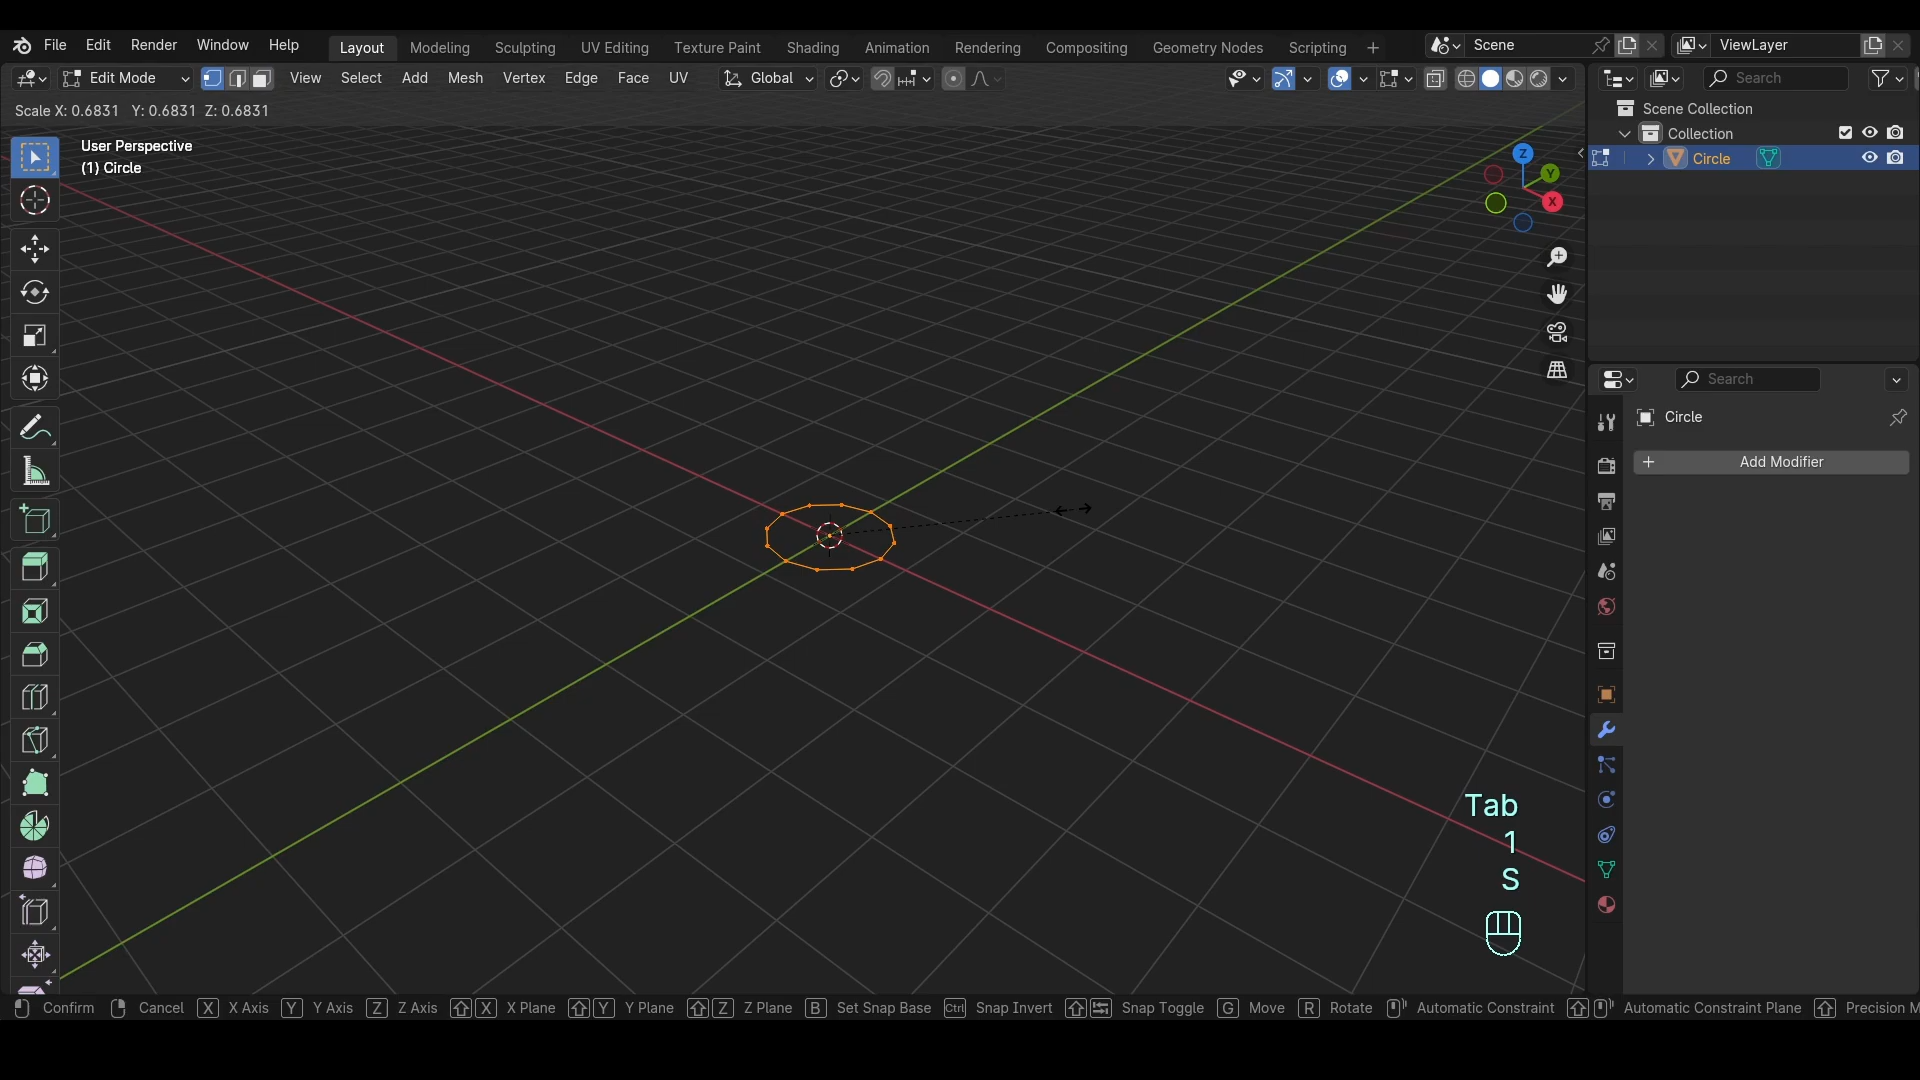 File Edit Render Window Help Layout Modeling Sculpting UV Editing Texture Paint Shading Animation Rendering Compositing Geometry Nodes Scripting + Scene ViewLayer
Edit Mode View Select Add Mesh Vertex Edge Face UV Global Search
Scale X: 0.6831 Y: 0.6831 Z: 0.6831
Scene Collection
Collection
User Perspective
(1) Circle
Circle
Z
Y
X
Search
Circle
+ Add Modifier
Tab
1
S
Confirm Cancel X X Axis Y Y Axis Z Z Axis X X Plane Y Y Plane Z Z Plane B Set Snap Base Ctrl Snap Invert Snap Toggle G Move R Rotate Automatic Constraint Automatic Constraint Plane Precision M